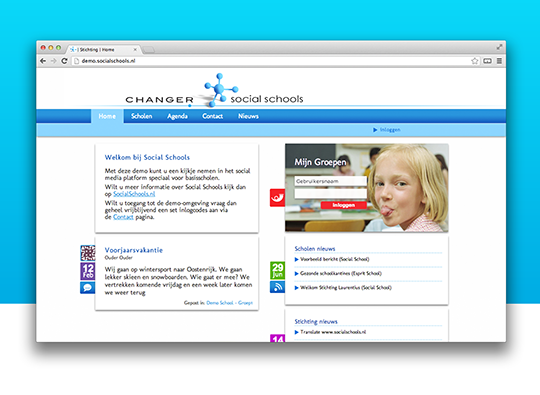 | Stichting | Home
demo.socialschools.nl
CHANGER social schools
Home Scholen Agenda Contact Nieuws
Inloggen
Welkom bij Social Schools
Met deze demo kunt u een kijkje nemen in het social
media platform speciaal voor basisscholen.
Wilt u meer informatie over Social Schools kijk dan
op SocialSchools.nl
Wilt u toegang tot de demo-omgeving vraag dan
geheel vrijblijvend een set inlogcodes aan via
de Contact pagina.
Mijn Groepen
Gebruikersnaam
Inloggen
Voorjaarsvakantie
Ouder Ouder
12
Feb
Wij gaan op wintersport naar Oostenrijk. We gaan
lekker skieen en snowboarden. Wie gaat er mee? We
vertrekken komende vrijdag en een week later komen
we weer terug
Gepost in: Demo School - Groep1
Scholen nieuws
29
Jun
Voorbeeld bericht (Social School)
Gezonde schoolkantines (Esprit School)
Welkom Stichting Laurentius (Social School)
Stichting nieuws
14
Translate www.socialschools.nl